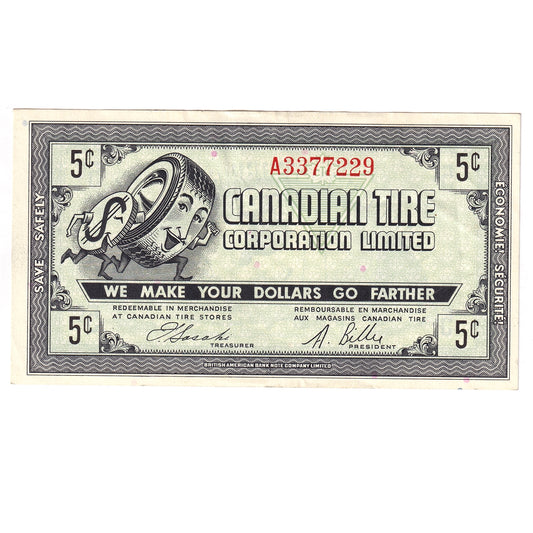 5¢
A3377229
5¢
SAVE SAFELY
ECONOMIE! SÉCURITÉ!
$
CANADIAN TIRE
CORPORATION LIMITED
WE MAKE YOUR DOLLARS GO FARTHER
REDEEMABLE IN MERCHANDISE
AT CANADIAN TIRE STORES
REMBOURSABLE EN MARCHANDISE
AUX MAGASINS CANADIAN TIRE
5¢
5¢
TREASURER
A. Billes
PRESIDENT
BRITISH AMERICAN BANK NOTE COMPANY LIMITED